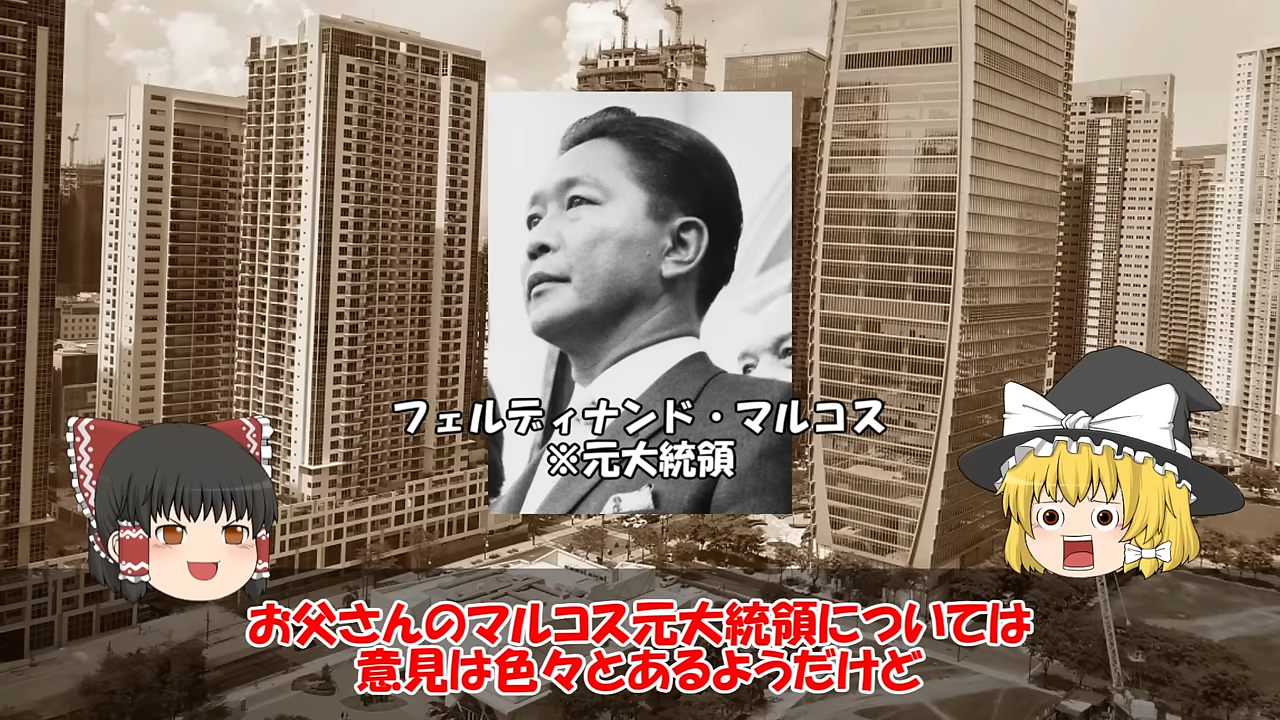 フェルディナンド・マルコス
※元大統領
お父さんのマルコス元大統領については
意見は色々とあるようだけど